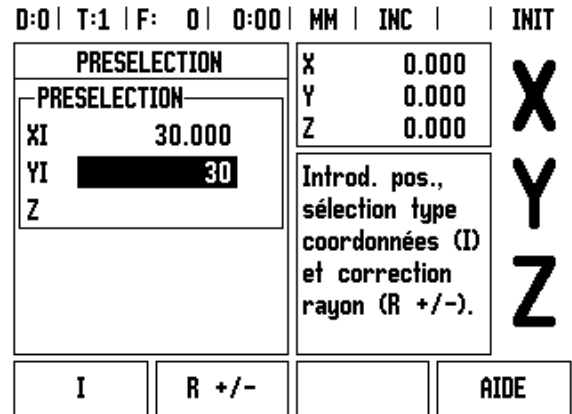 D:0 | T:1 | F: 0 | 0:00 | MM | INC | | INIT
PRESELECTION
PRESELECTION
XI 30.000
YI 30
Z
X 0.000
Y 0.000
Z 0.000
Introd. pos.,
sélection type
coordonnées (I)
et correction
rayon (R +/-).
X
Y
Z
I R +/- AIDE